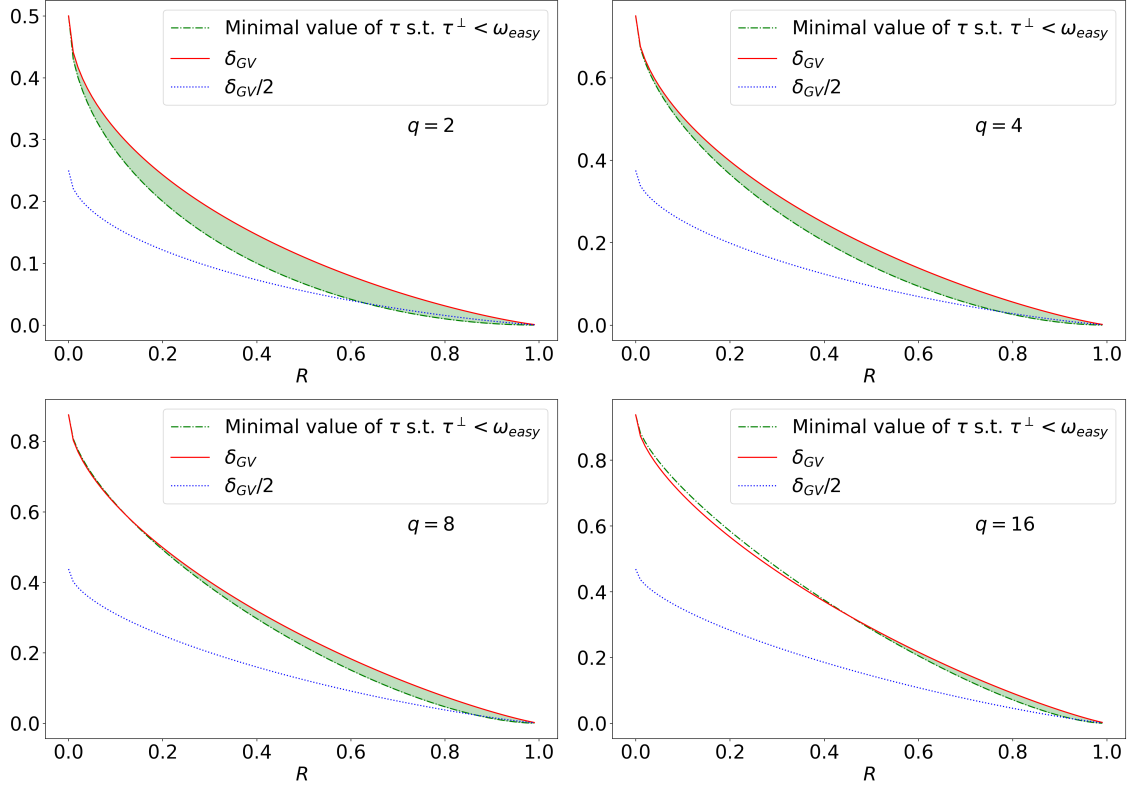 0.5
0.4
0.3
0.2
0.1
0.0
Minimal value of τ s.t. τ⊥ < ω_easy
δ_GV
δ_GV/2
q = 2
0.0 0.2 0.4 0.6 0.8 1.0
R
0.6
0.4
0.2
0.0
Minimal value of τ s.t. τ⊥ < ω_easy
δ_GV
δ_GV/2
q = 4
0.0 0.2 0.4 0.6 0.8 1.0
R
0.8
0.6
0.4
0.2
0.0
Minimal value of τ s.t. τ⊥ < ω_easy
δ_GV
δ_GV/2
q = 8
0.0 0.2 0.4 0.6 0.8 1.0
R
0.8
0.6
0.4
0.2
0.0
Minimal value of τ s.t. τ⊥ < ω_easy
δ_GV
δ_GV/2
q = 16
0.0 0.2 0.4 0.6 0.8 1.0
R